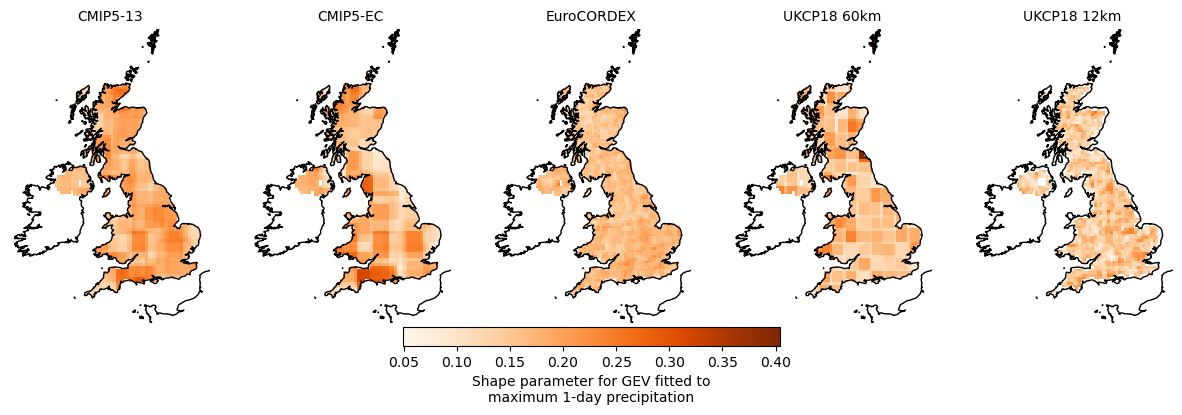 CMIP5-13 CMIP5-EC EuroCORDEX UKCP18 60km UKCP18 12km
0.05 0.10 0.15 0.20 0.25 0.30 0.35 0.40
Shape parameter for GEV fitted to
maximum 1-day precipitation